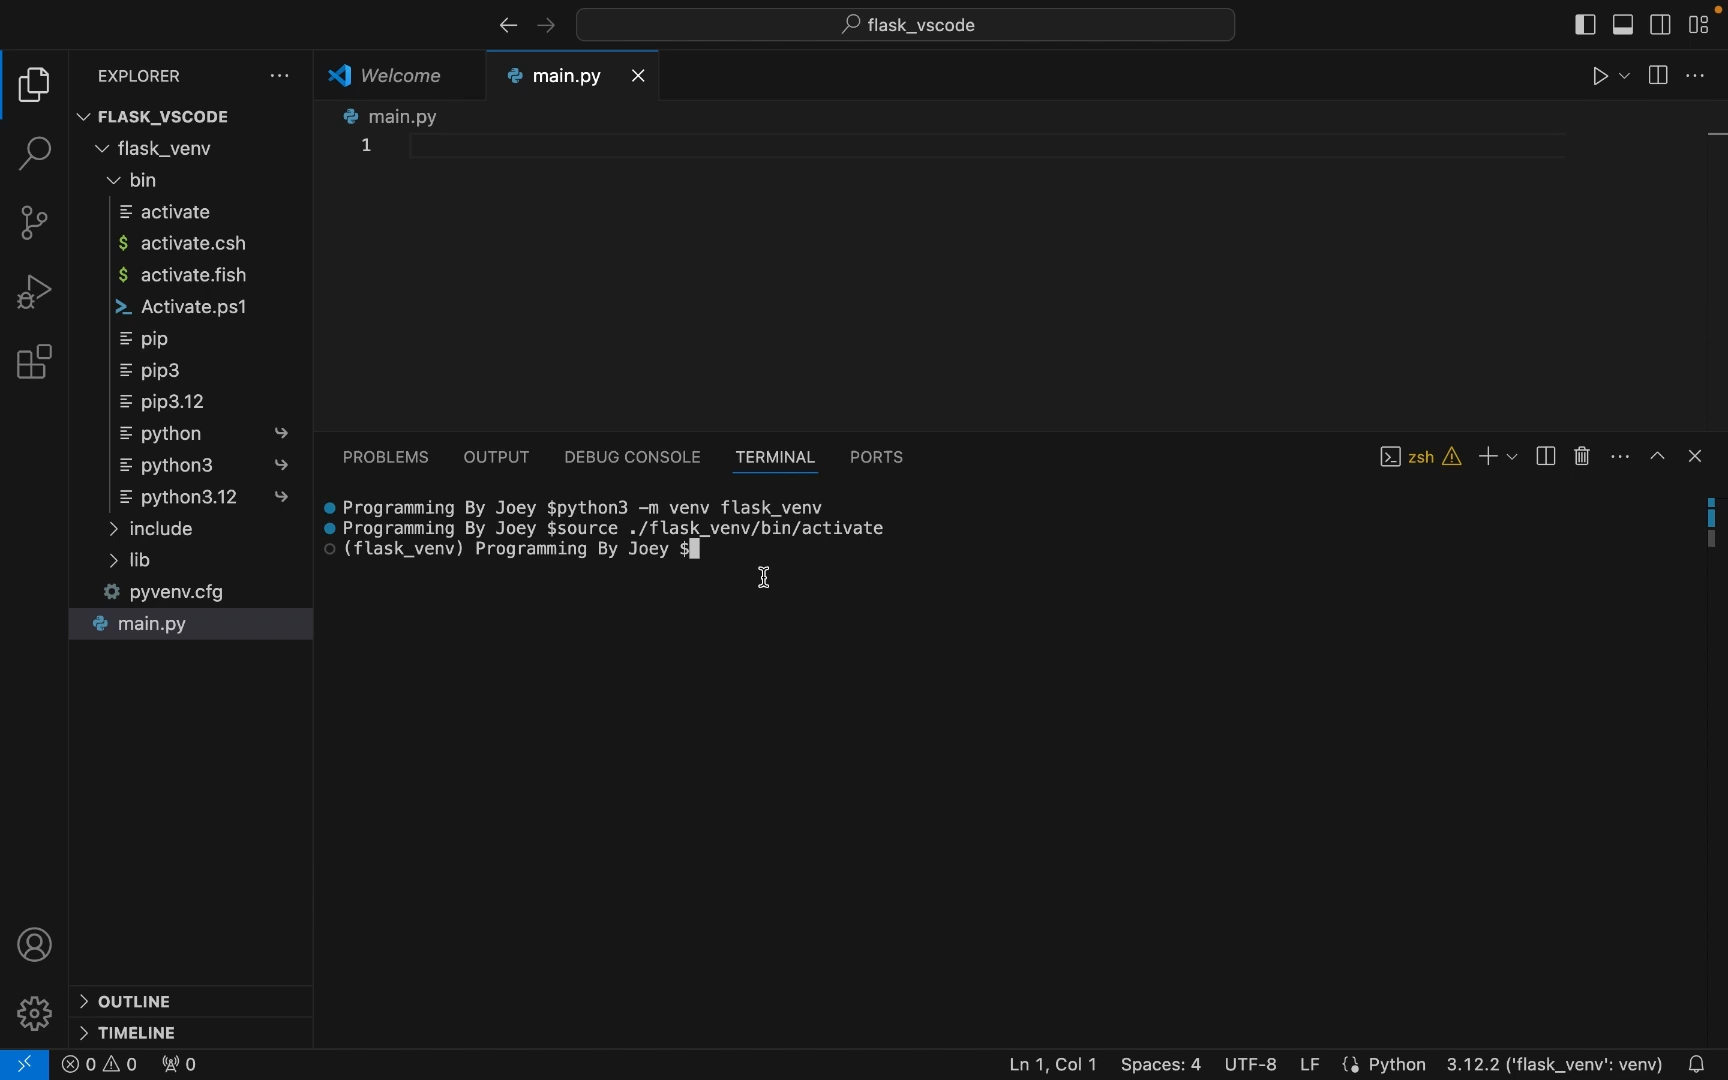 flask_vscode
EXPLORER
FLASK_VSCODE
flask_venv
bin
activate
activate.csh
activate.fish
Activate.ps1
pip
pip3
pip3.12
python
python3
python3.12
include
lib
pyvenv.cfg
main.py
OUTLINE
TIMELINE
Welcome
main.py
main.py
1
PROBLEMS
OUTPUT
DEBUG CONSOLE
TERMINAL
PORTS
zsh
Programming By Joey $python3 -m venv flask_venv
Programming By Joey $source ./flask_venv/bin/activate
(flask_venv) Programming By Joey $
0 0 0
Ln 1, Col 1
Spaces: 4
UTF-8
LF
Python
3.12.2 ('flask_venv': venv)